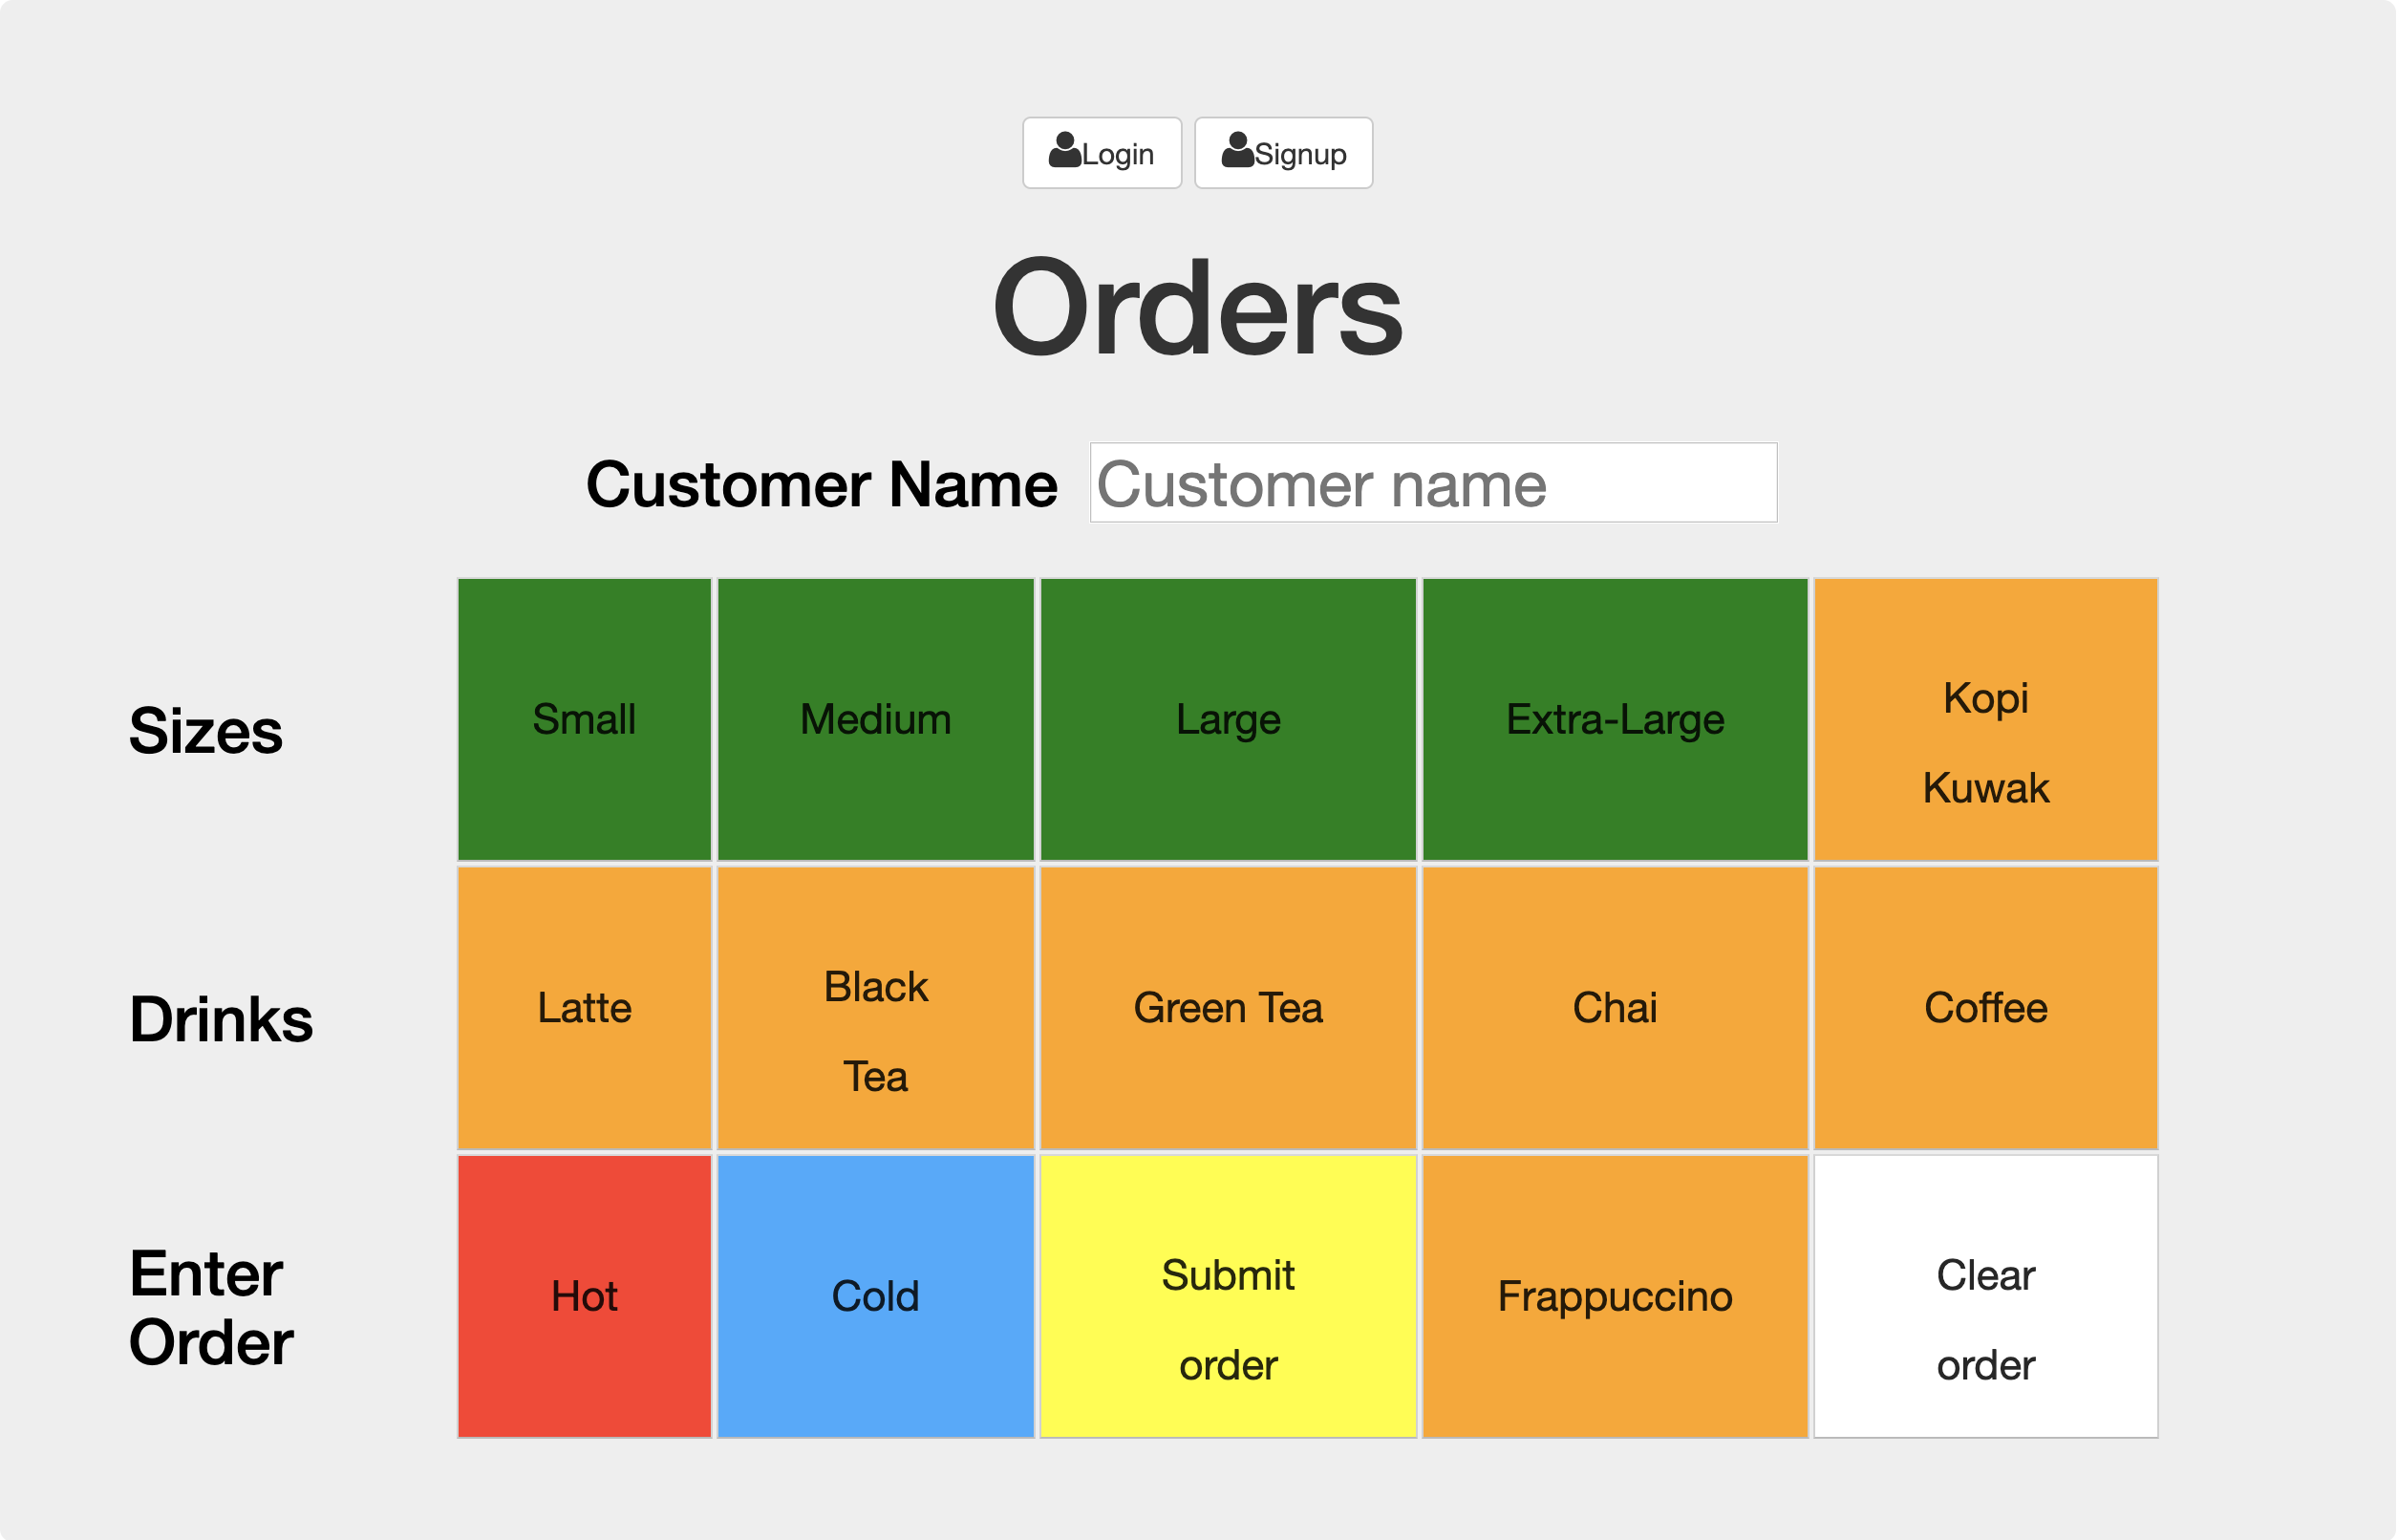 Login Signup
Orders
Customer Name Customer name
Sizes Small Medium Large Extra-Large Kopi
Kuwak
Drinks Latte Black Green Tea Chai Coffee
Tea
Enter Hot Cold Submit Frappuccino Clear
Order order order